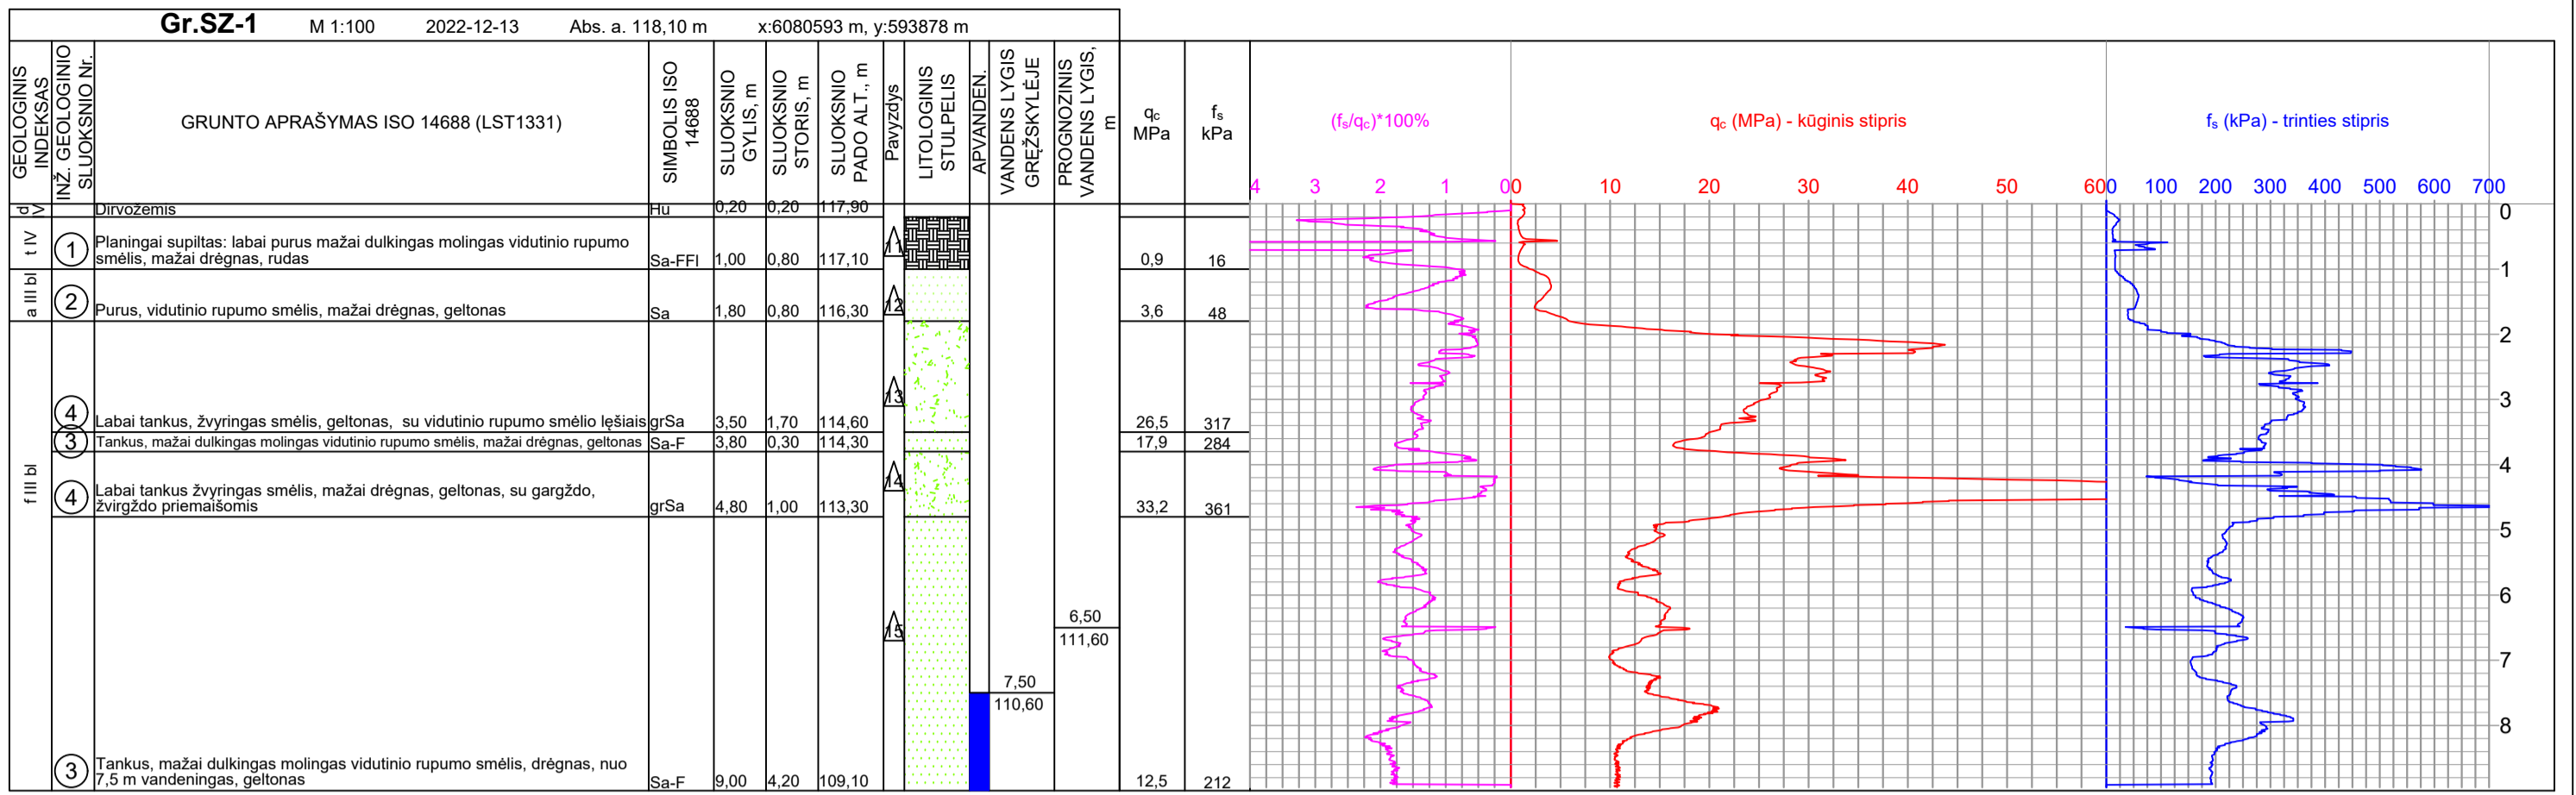 Gr.SZ-1 M 1:100 2022-12-13 Abs. a. 118,10 m x:6080593 m, y:593878 m
GEOLOGINIS
INDEKSAS
INŽ. GEOLOGINIO
SLUOKSNIO Nr.
GRUNTO APRAŠYMAS ISO 14688 (LST1331)
SIMBOLIS ISO
14688
SLUOKSNIO
GYLIS, m
SLUOKSNIO
STORIS, m
SLUOKSNIO
PADO ALT., m
Pavyzdys
LITOLOGINIS
STULPELIS
APVANDEN.
VANDENS LYGIS
GRĘŽSKYLĖJE
PROGNOZINIS
VANDENS LYGIS,
m
qc
MPa
fs
kPa
(fs/qc)*100%
qc (MPa) - kūginis stipris
fs (kPa) - trinties stipris
4 3 2 1 0
0 10 20 30 40 50 60
0 100 200 300 400 500 600 700
d IV
Dirvožemis Hu 0,20 0,20 117,90
t IV
1
Planingai supiltas: labai purus mažai dulkingas molingas vidutinio rupumo
smėlis, mažai drėgnas, rudas Sa-FFI 1,00 0,80 117,10 11 0,9 16
a III bl
2
Purus, vidutinio rupumo smėlis, mažai drėgnas, geltonas Sa 1,80 0,80 116,30 12 3,6 48
f III bl
4
Labai tankus, žvyringas smėlis, geltonas, su vidutinio rupumo smėlio lęšiais grSa 3,50 1,70 114,60 13 26,5 317
3
Tankus, mažai dulkingas molingas vidutinio rupumo smėlis, mažai drėgnas, geltonas Sa-F 3,80 0,30 114,30 17,9 284
4
Labai tankus žvyringas smėlis, mažai drėgnas, geltonas, su gargždo,
žvirgždo priemaišomis grSa 4,80 1,00 113,30 14 33,2 361
15
6,50
111,60
7,50
110,60
3
Tankus, mažai dulkingas molingas vidutinio rupumo smėlis, drėgnas, nuo
7,5 m vandeningas, geltonas Sa-F 9,00 4,20 109,10 12,5 212
0
1
2
3
4
5
6
7
8